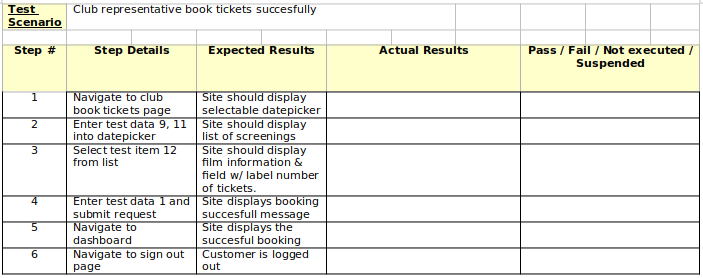 Test Scenario
Club representative book tickets succesfully
Step #
Step Details
Expected Results
Actual Results
Pass / Fail / Not executed /
Suspended
1
Navigate to club
book tickets page
Site should display
selectable datepicker
2
Enter test data 9, 11
into datepicker
Site should display
list of screenings
3
Select test item 12
from list
Site should display
film information &
field w/ label number
of tickets.
4
Enter test data 1 and
submit request
Site displays booking
succesfull message
5
Navigate to
dashboard
Site displays the
succesful booking
6
Navigate to sign out
page
Customer is logged
out